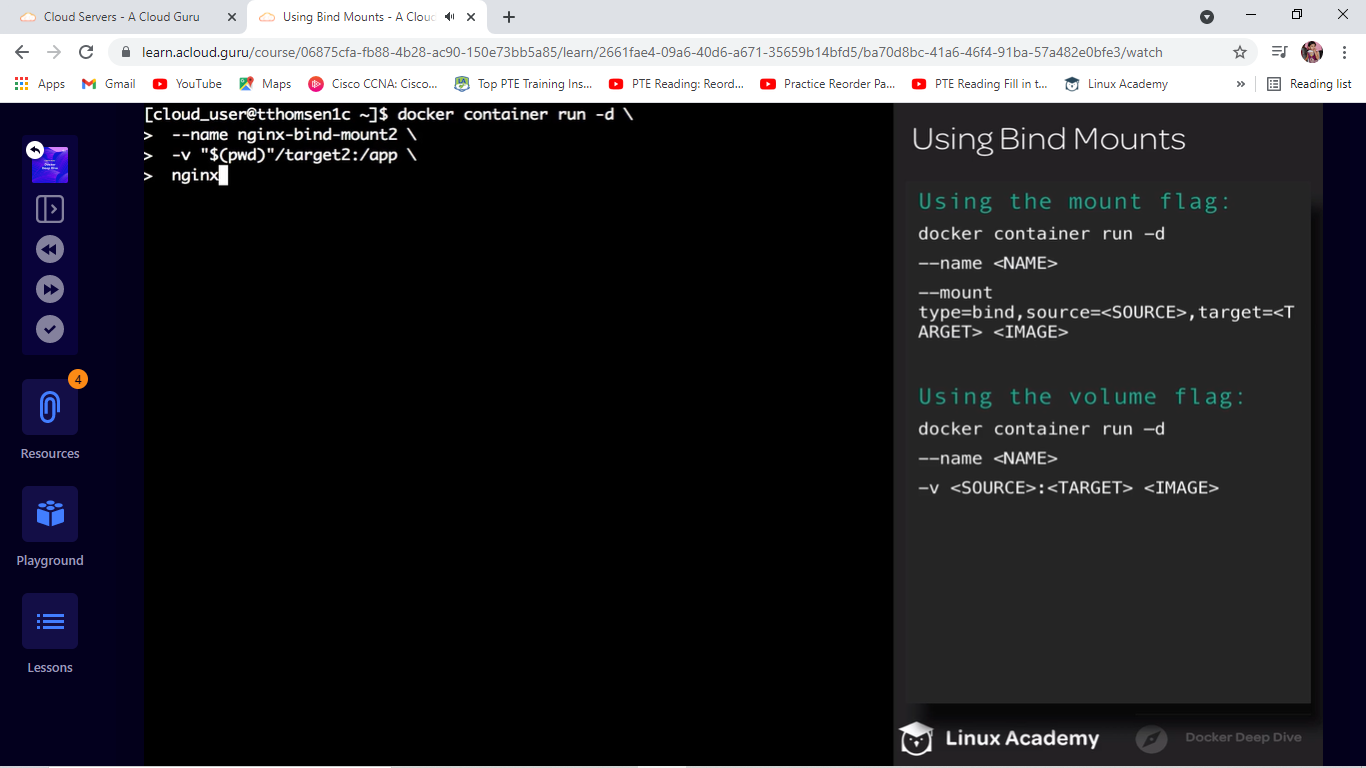 Cloud Servers - A Cloud Guru
Using Bind Mounts - A Clouc
learn.acloud.guru/course/06875cfa-fb88-4b28-ac90-150e73bb5a85/learn/2661fae4-09a6-40d6-a671-35659b14bfd5/ba70d8bc-41a6-46f4-91ba-57a482e0bfe3/watch
Apps
Gmail
YouTube
Maps
Cisco CCNA: Cisco...
Top PTE Training Ins...
PTE Reading: Reord...
Practice Reorder Pa...
PTE Reading Fill in t...
Linux Academy
»
Reading list
Docker
Deep Dive
4
Resources
Playground
Lessons
[cloud_user@tthomsen1c ~]$ docker container run -d \
> --name nginx-bind-mount2 \
> -v "$(pwd)"/target2:/app \
> nginx
Using Bind Mounts
Using the mount flag:
docker container run –d
––name <NAME>
––mount
type=bind,source=<SOURCE>,target=<T
ARGET> <IMAGE>
Using the volume flag:
docker container run –d
––name <NAME>
–v <SOURCE>:<TARGET> <IMAGE>
Linux Academy
Docker Deep Dive